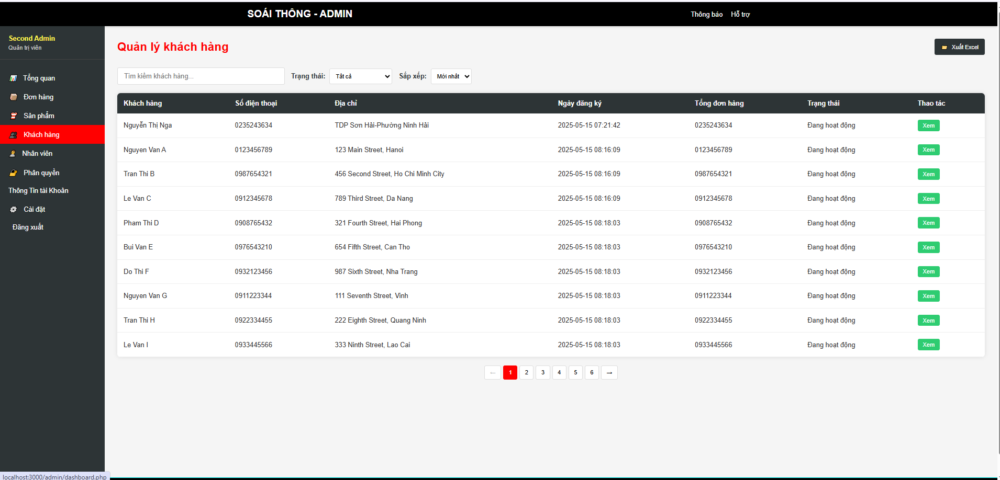 SOÁI THÔNG - ADMIN
Thông báo Hỗ trợ
Second Admin
Quản trị viên
Tổng quan
Đơn hàng
Sản phẩm
Khách hàng
Nhân viên
Phân quyền
Thông Tin tài Khoản
Cài đặt
Đăng xuất
Quản lý khách hàng
Xuất Excel
Tìm kiếm khách hàng... Trạng thái: Tất cả Sắp xếp: Mới nhất
Khách hàng Số điện thoại Địa chỉ Ngày đăng ký Tổng đơn hàng Trạng thái Thao tác
Nguyễn Thị Nga 0235243634 TDP Sơn Hải-Phường Ninh Hải 2025-05-15 07:21:42 0235243634 Đang hoạt động Xem
Nguyen Van A 0123456789 123 Main Street, Hanoi 2025-05-15 08:16:09 0123456789 Đang hoạt động Xem
Tran Thi B 0987654321 456 Second Street, Ho Chi Minh City 2025-05-15 08:16:09 0987654321 Đang hoạt động Xem
Le Van C 0912345678 789 Third Street, Da Nang 2025-05-15 08:16:09 0912345678 Đang hoạt động Xem
Pham Thi D 0908765432 321 Fourth Street, Hai Phong 2025-05-15 08:18:03 0908765432 Đang hoạt động Xem
Bui Van E 0976543210 654 Fifth Street, Can Tho 2025-05-15 08:18:03 0976543210 Đang hoạt động Xem
Do Thi F 0932123456 987 Sixth Street, Nha Trang 2025-05-15 08:18:03 0932123456 Đang hoạt động Xem
Nguyen Van G 0911223344 111 Seventh Street, Vinh 2025-05-15 08:18:03 0911223344 Đang hoạt động Xem
Tran Thi H 0922334455 222 Eighth Street, Quang Ninh 2025-05-15 08:18:03 0922334455 Đang hoạt động Xem
Le Van I 0933445566 333 Ninth Street, Lao Cai 2025-05-15 08:18:03 0933445566 Đang hoạt động Xem
← 1 2 3 4 5 6 →
localhost:3000/admin/dashboard.php